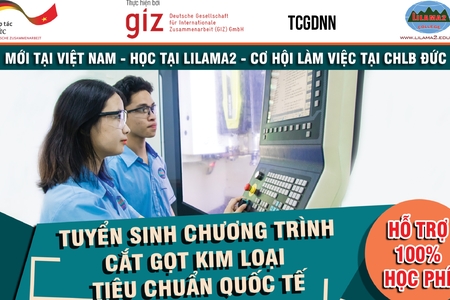 Thực hiện bởi
giz Deutsche Gesellschaft
für Internationale
Zusammenarbeit (GIZ) GmbH
TCGDNN
LILAMA2
MỚI TẠI VIỆT NAM - HỌC TẠI LILAMA2 - CƠ HỘI LÀM VIỆC TẠI CHLB ĐỨC
TUYỂN SINH CHƯƠNG TRÌNH
CẮT GỌT KIM LOẠI
TIÊU CHUẨN QUỐC TẾ
HỖ TRỢ
100%
HỌC PHÍ